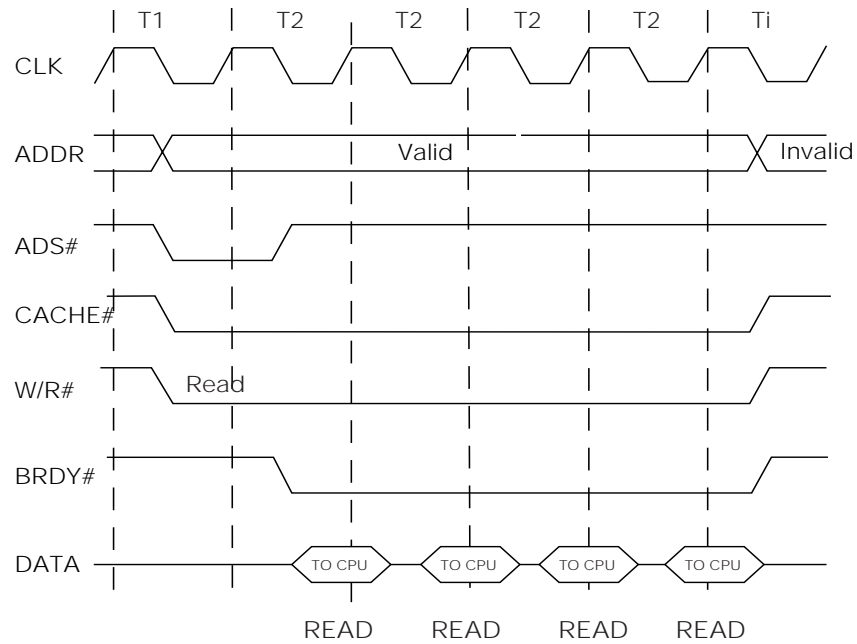 T1 T2 T2 T2 T2 Ti
CLK
ADDR Valid Invalid
ADS#
CACHE#
W/R# Read
BRDY#
DATA TO CPU TO CPU TO CPU TO CPU
READ READ READ READ